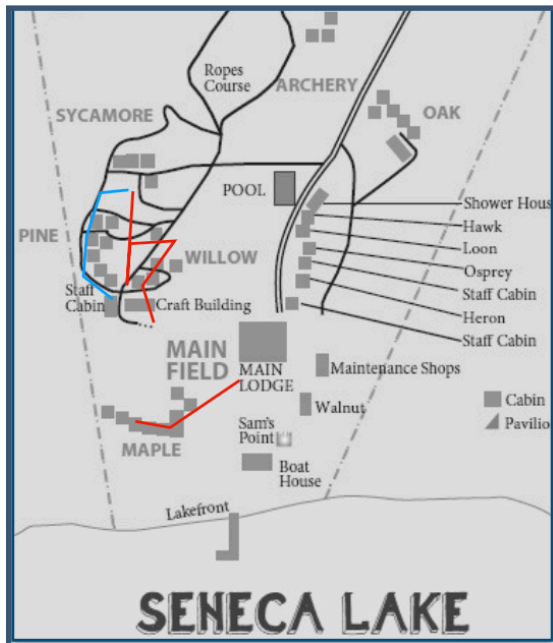 Ropes
Course
ARCHERY
SYCAMORE
OAK
POOL
Shower Hous
Hawk
Loon
Osprey
Staff Cabin
Heron
Staff Cabin
PINE
WILLOW
Staff
Cabin
Craft Building
MAIN
FIELD
MAIN
LODGE
Maintenance Shops
Walnut
Cabin
Pavilio
MAPLE
Sam's
Point
Boat
House
Lakefront
SENECA LAKE